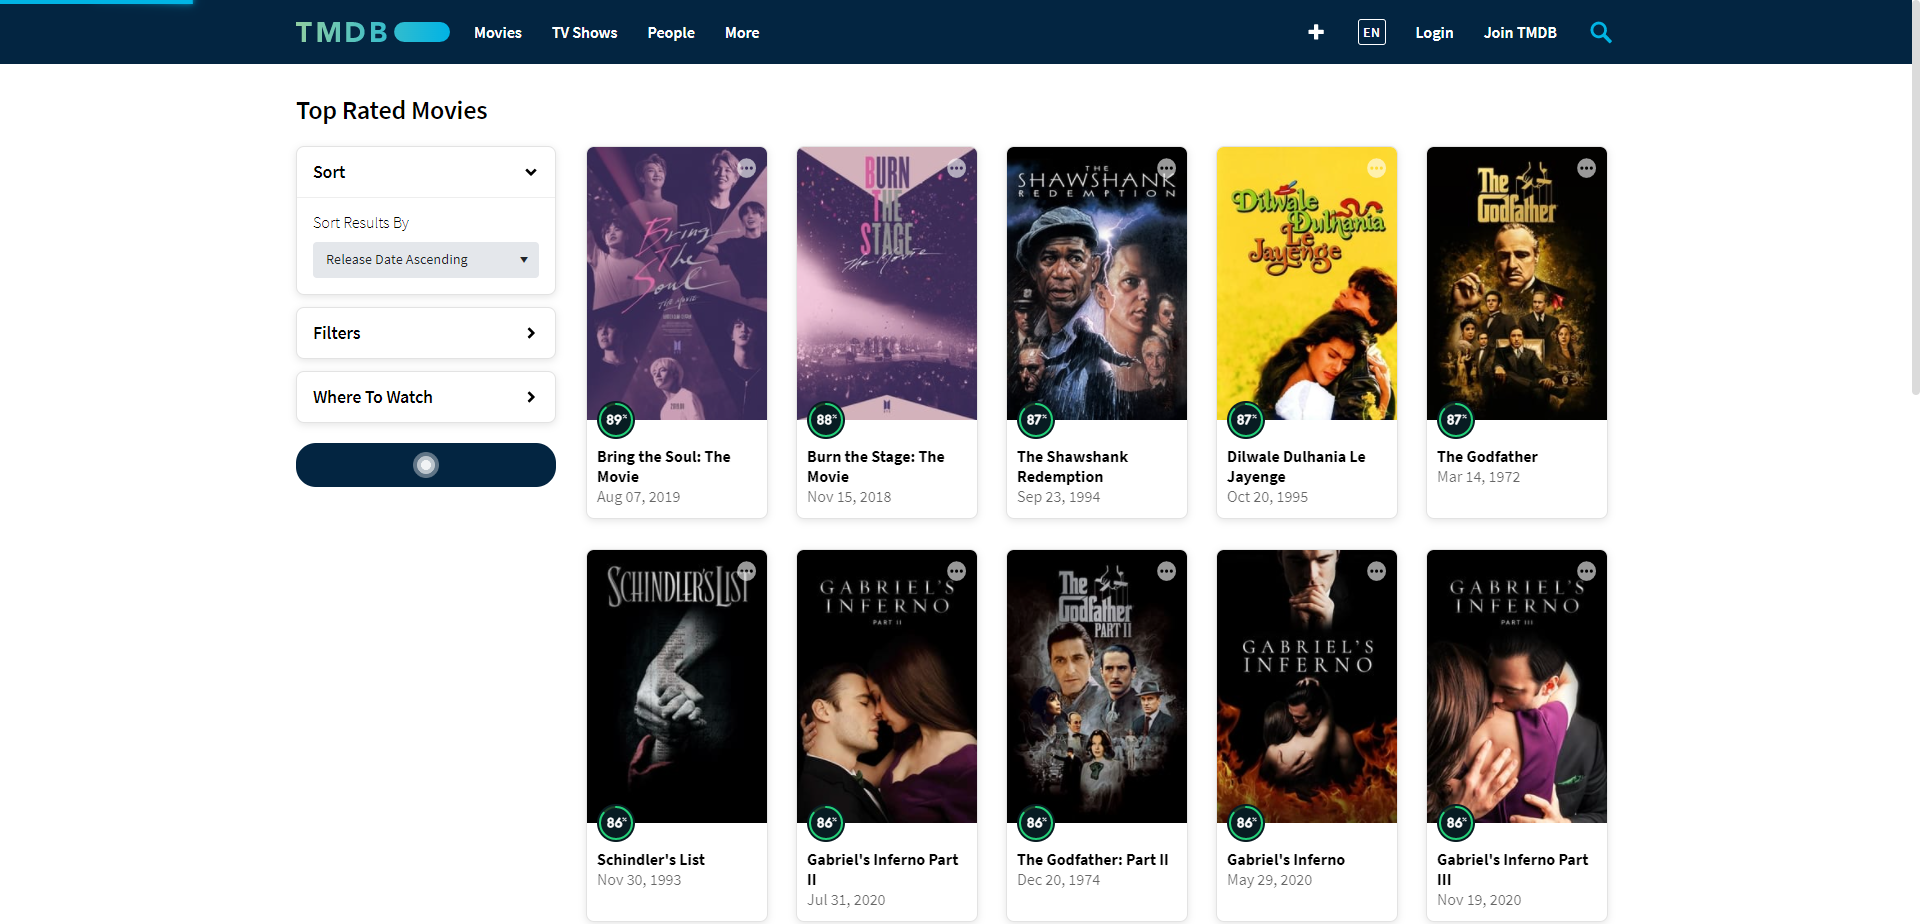 TMDB
Movies
TV Shows
People
More
EN
Login
Join TMDB
Top Rated Movies
Sort
Sort Results By
Release Date Ascending
Filters
Where To Watch
Bring
The
Soul
THE MOVIE
89%
Bring the Soul: The
Movie
Aug 07, 2019
BURN
THE
STAGE
The Movie
88%
Burn the Stage: The
Movie
Nov 15, 2018
THE
SHAWSHANK
REDEMPTION
87%
The Shawshank
Redemption
Sep 23, 1994
Dilwale
Dulhania
Le
Jayenge
87%
Dilwale Dulhania Le
Jayenge
Oct 20, 1995
The
Godfather
87%
The Godfather
Mar 14, 1972
SCHINDLER'S LIST
86%
Schindler's List
Nov 30, 1993
GABRIEL'S
INFERNO
PART II
86%
Gabriel's Inferno Part
II
Jul 31, 2020
The
Godfather
PART II
86%
The Godfather: Part II
Dec 20, 1974
GABRIEL'S
INFERNO
86%
Gabriel's Inferno
May 29, 2020
GABRIEL'S
INFERNO
PART III
86%
Gabriel's Inferno Part
III
Nov 19, 2020